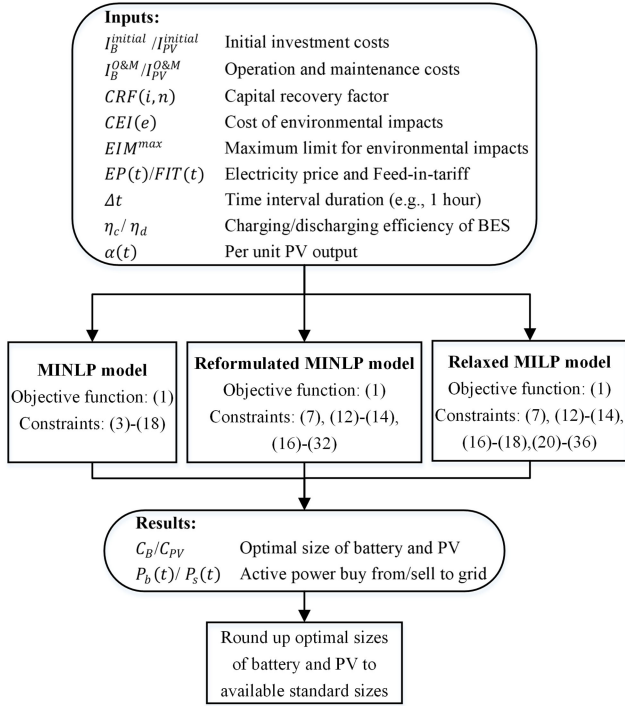 Inputs:
I_B^initial /I_PV^initial Initial investment costs
I_B^O&M/I_PV^O&M Operation and maintenance costs
CRF(i,n) Capital recovery factor
CEI(e) Cost of environmental impacts
EIM^max Maximum limit for environmental impacts
EP(t)/FIT(t) Electricity price and Feed-in-tariff
Δt Time interval duration (e.g., 1 hour)
η_c/ η_d Charging/discharging efficiency of BES
α(t) Per unit PV output
MINLP model
Objective function: (1)
Constraints: (3)-(18)
Reformulated MINLP model
Objective function: (1)
Constraints: (7), (12)-(14),
(16)-(32)
Relaxed MILP model
Objective function: (1)
Constraints: (7), (12)-(14),
(16)-(18),(20)-(36)
Results:
C_B/C_PV Optimal size of battery and PV
P_b(t)/ P_s(t) Active power buy from/sell to grid
Round up optimal sizes
of battery and PV to
available standard sizes